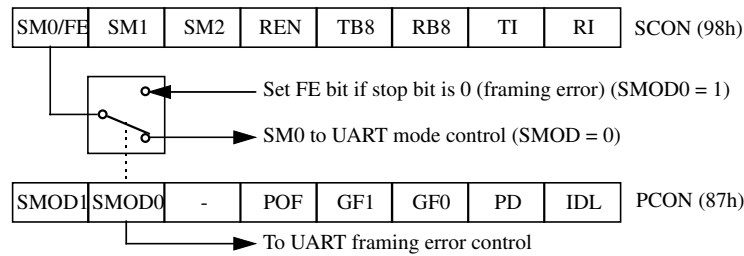 SM0/FE SM1 SM2 REN TB8 RB8 TI RI SCON (98h)
Set FE bit if stop bit is 0 (framing error) (SMOD0 = 1)
SM0 to UART mode control (SMOD = 0)
SMOD1 SMOD0 - POF GF1 GF0 PD IDL PCON (87h)
To UART framing error control